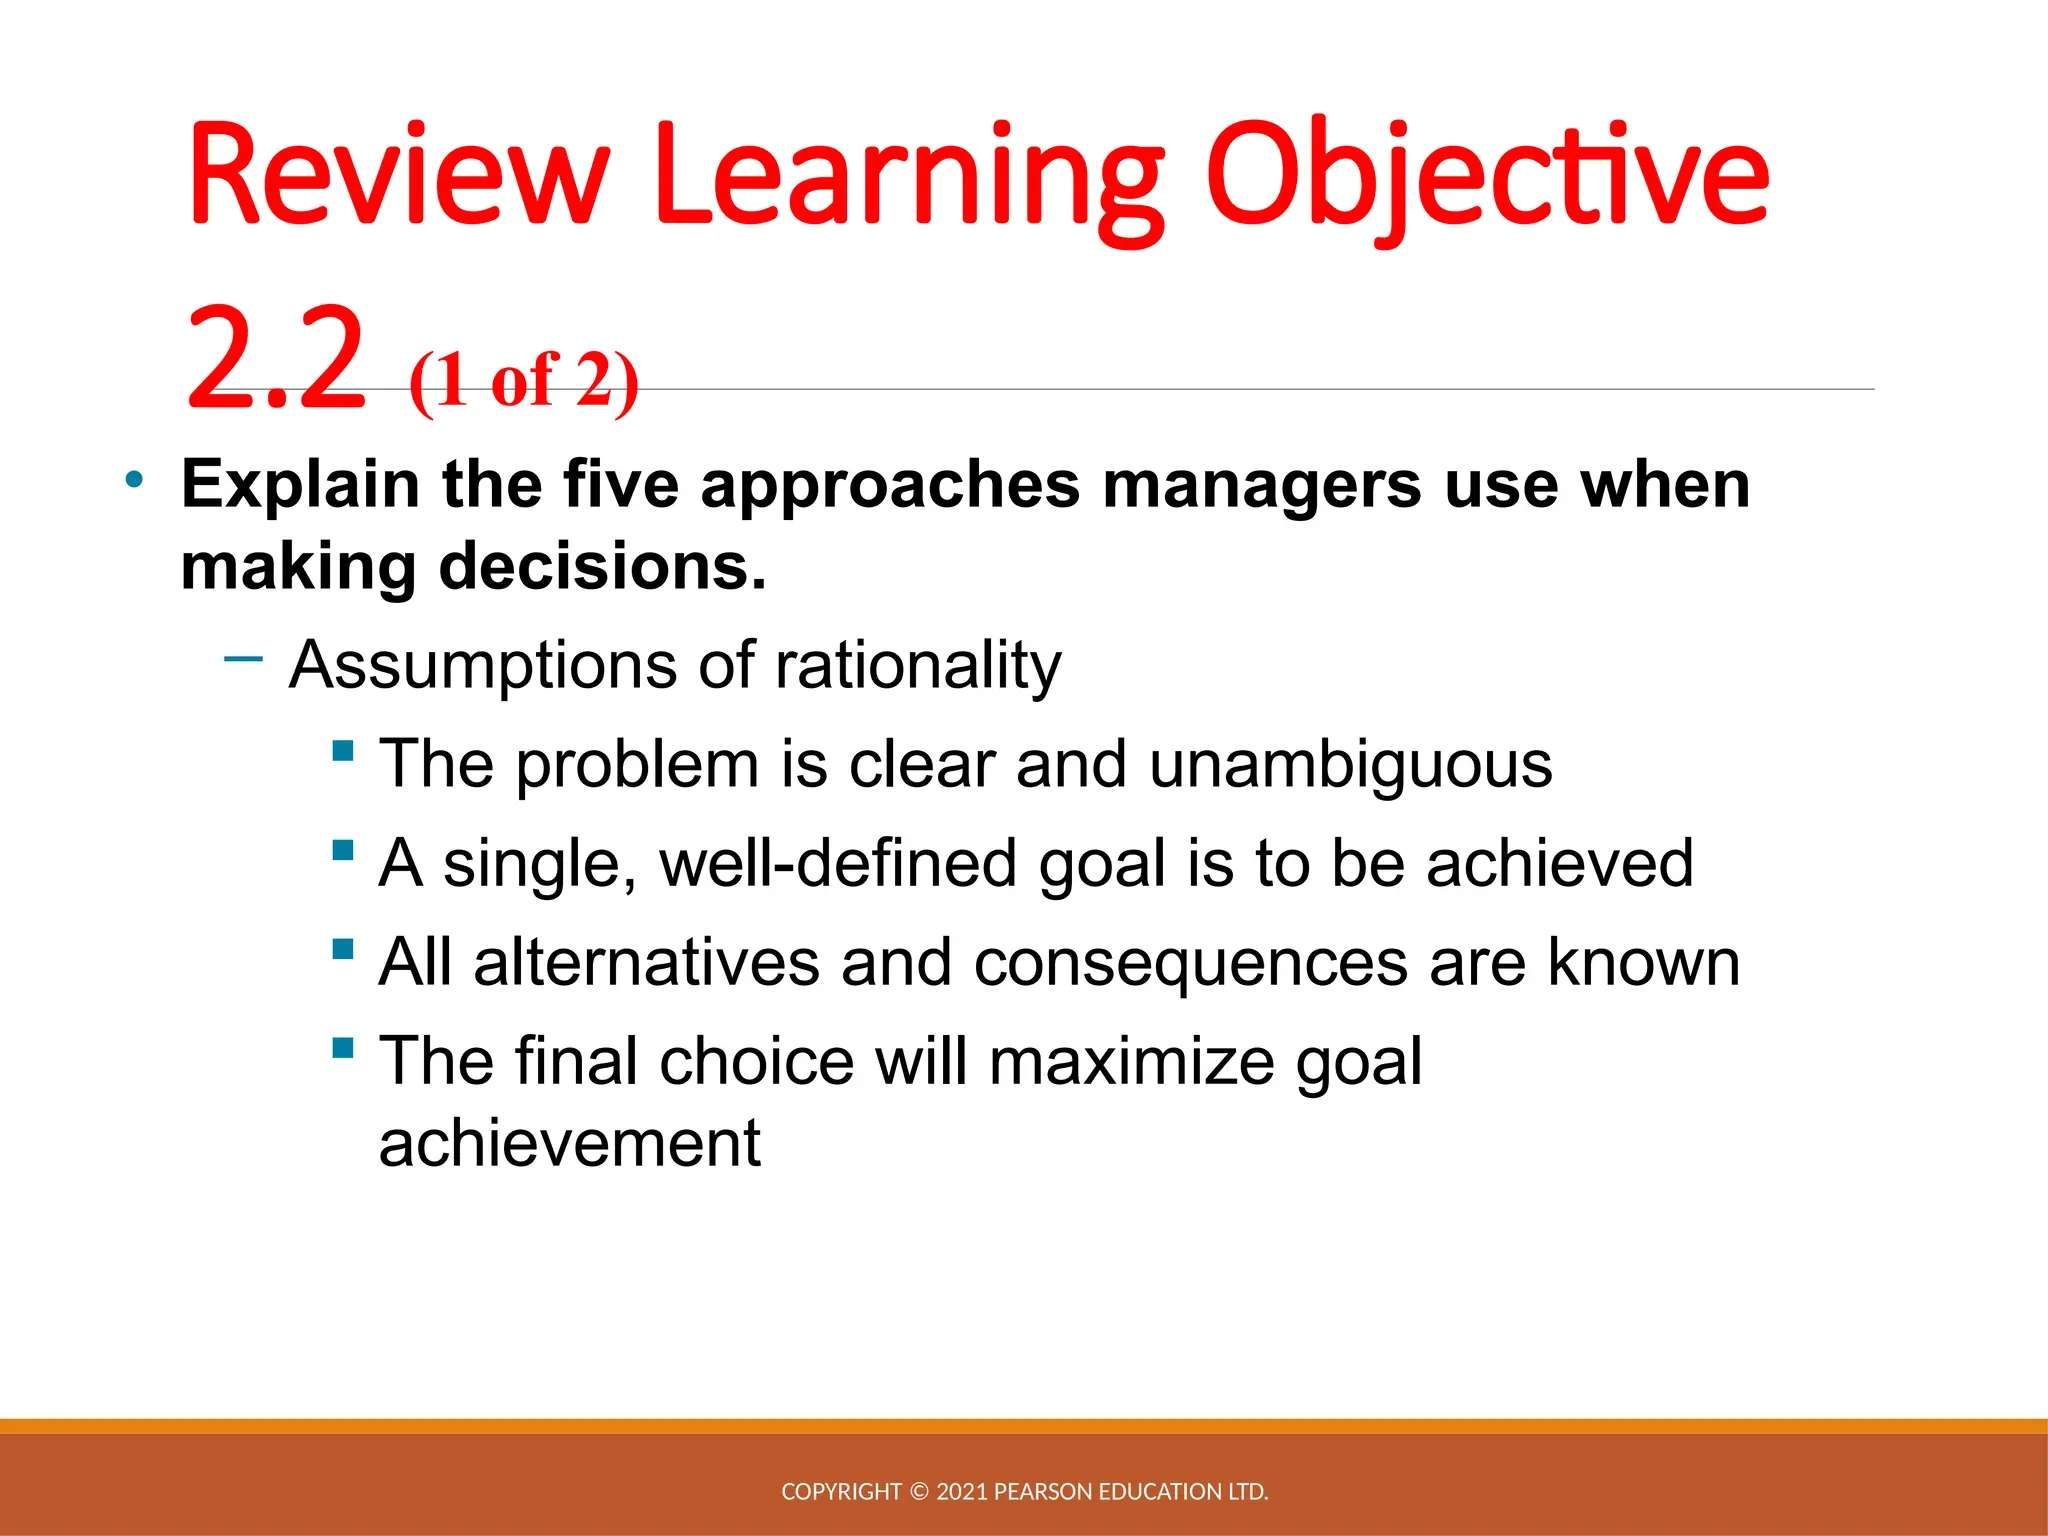 Review Learning Objective
2.2 (1 of 2)
• Explain the five approaches managers use when
making decisions.
– Assumptions of rationality
▪ The problem is clear and unambiguous
▪ A single, well-defined goal is to be achieved
▪ All alternatives and consequences are known
▪ The final choice will maximize goal
achievement
COPYRIGHT © 2021 PEARSON EDUCATION LTD.